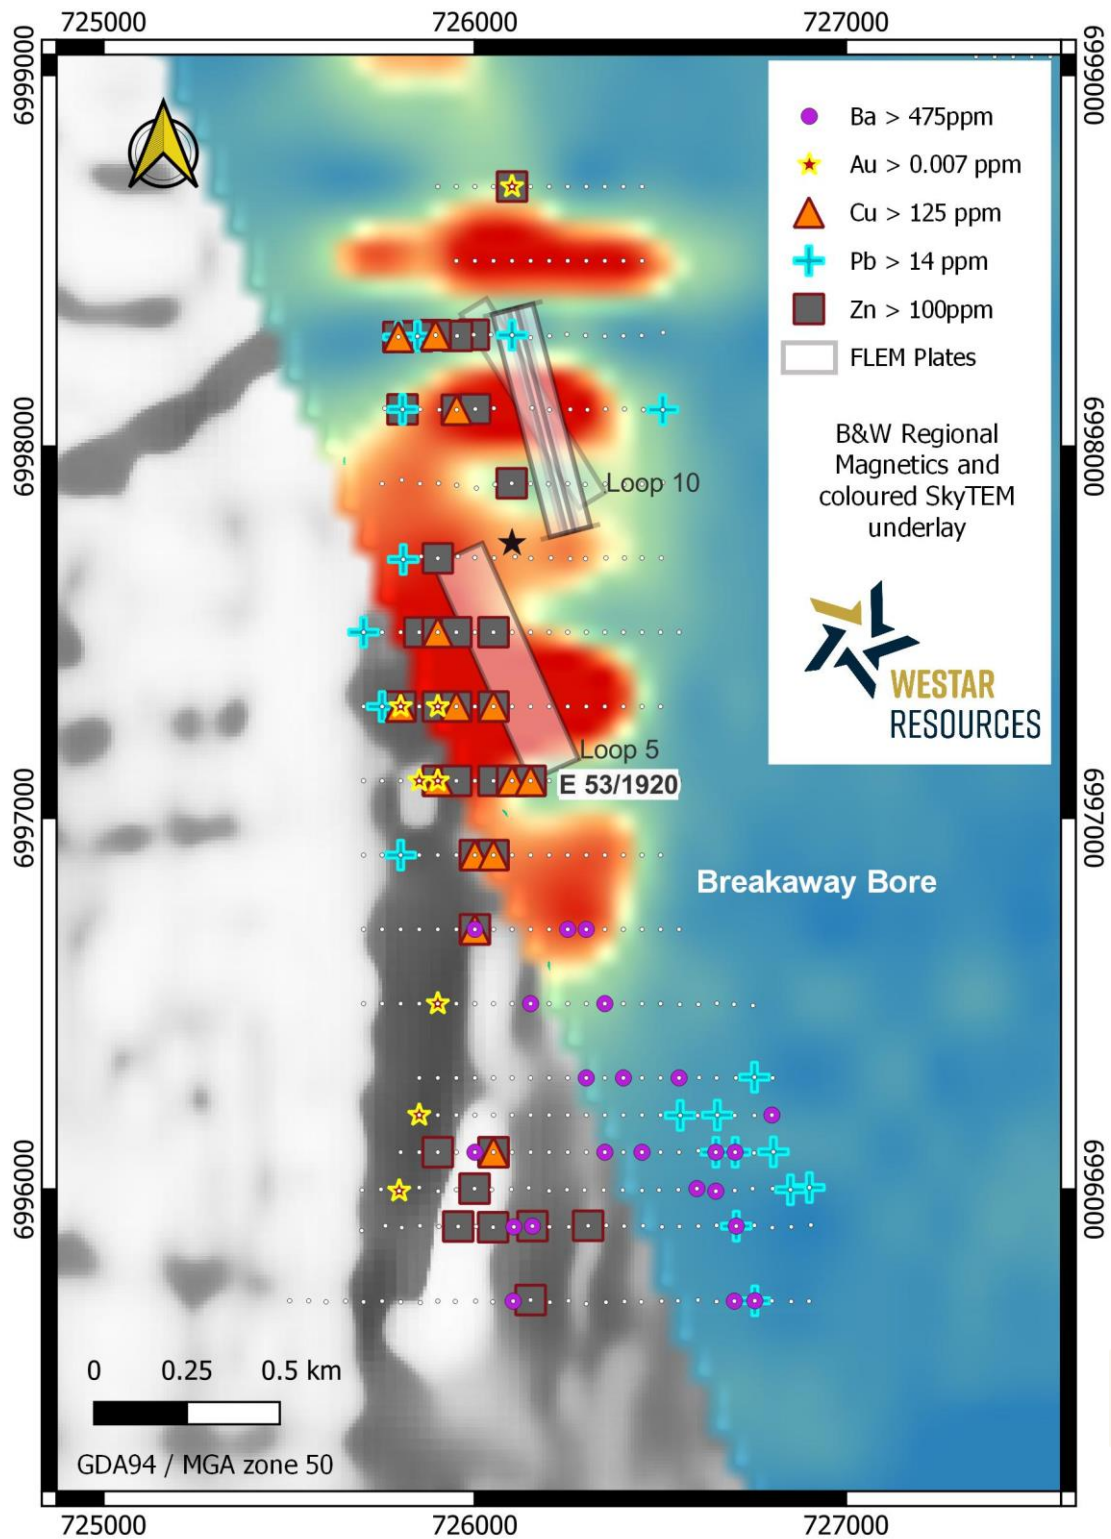 725000 726000 727000
6999000
6999000
Ba > 475ppm
Au > 0.007 ppm
Cu > 125 ppm
Pb > 14 ppm
Zn > 100ppm
FLEM Plates
B&W Regional
Magnetics and
coloured SkyTEM
underlay
WESTAR
RESOURCES
6998000
6998000
Loop 10
Loop 5
E 53/1920
6997000
6997000
Breakaway Bore
6996000
6996000
0 0.25 0.5 km
GDA94 / MGA zone 50
725000 726000 727000